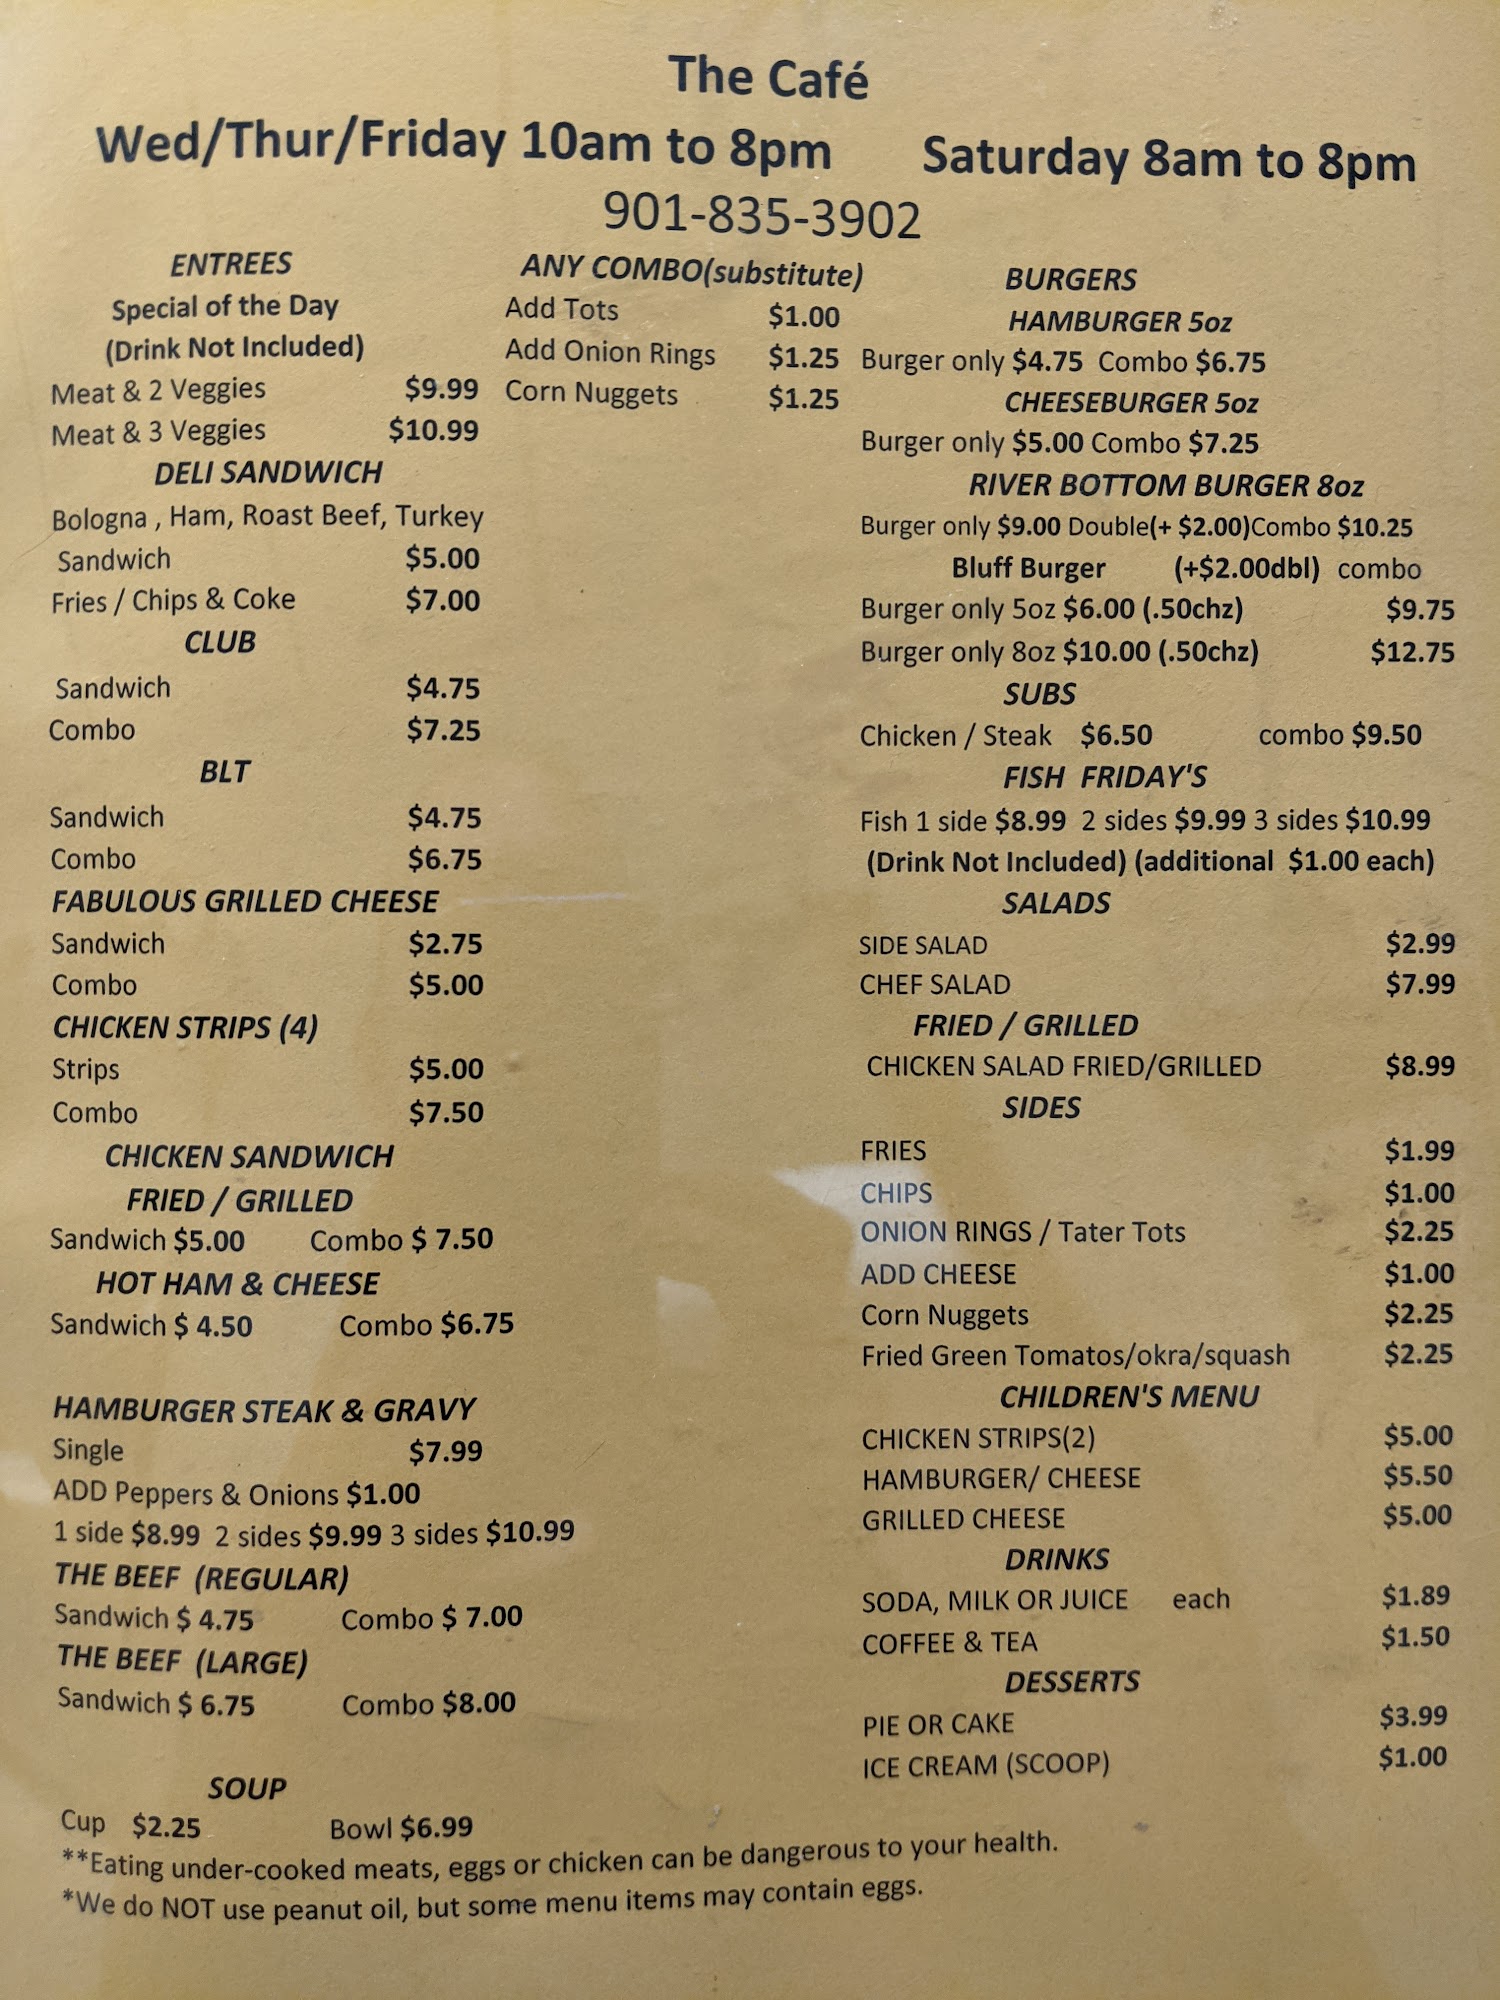 The Café
Wed/Thur/Friday 10am to 8pm Saturday 8am to 8pm
901-835-3902
ENTREES
Special of the Day
(Drink Not Included)
Meat & 2 Veggies $9.99
Meat & 3 Veggies $10.99
DELI SANDWICH
Bologna , Ham, Roast Beef, Turkey
Sandwich $5.00
Fries / Chips & Coke $7.00
CLUB
Sandwich $4.75
Combo $7.25
BLT
Sandwich $4.75
Combo $6.75
FABULOUS GRILLED CHEESE
Sandwich $2.75
Combo $5.00
CHICKEN STRIPS (4)
Strips $5.00
Combo $7.50
CHICKEN SANDWICH
FRIED / GRILLED
Sandwich $5.00 Combo $ 7.50
HOT HAM & CHEESE
Sandwich $ 4.50 Combo $6.75
HAMBURGER STEAK & GRAVY
Single $7.99
ADD Peppers & Onions $1.00
1 side $8.99 2 sides $9.99 3 sides $10.99
THE BEEF (REGULAR)
Sandwich $ 4.75 Combo $ 7.00
THE BEEF (LARGE)
Sandwich $ 6.75 Combo $8.00
SOUP
Cup $2.25 Bowl $6.99
ANY COMBO(substitute)
Add Tots $1.00
Add Onion Rings $1.25
Corn Nuggets $1.25
BURGERS
HAMBURGER 5oz
Burger only $4.75 Combo $6.75
CHEESEBURGER 5oz
Burger only $5.00 Combo $7.25
RIVER BOTTOM BURGER 8oz
Burger only $9.00 Double(+ $2.00)Combo $10.25
Bluff Burger (+$2.00dbl) combo
Burger only 5oz $6.00 (.50chz) $9.75
Burger only 8oz $10.00 (.50chz) $12.75
SUBS
Chicken / Steak $6.50 combo $9.50
FISH FRIDAY'S
Fish 1 side $8.99 2 sides $9.99 3 sides $10.99
(Drink Not Included) (additional $1.00 each)
SALADS
SIDE SALAD $2.99
CHEF SALAD $7.99
FRIED / GRILLED
CHICKEN SALAD FRIED/GRILLED $8.99
SIDES
FRIES $1.99
CHIPS $1.00
ONION RINGS / Tater Tots $2.25
ADD CHEESE $1.00
Corn Nuggets $2.25
Fried Green Tomatos/okra/squash $2.25
CHILDREN'S MENU
CHICKEN STRIPS(2) $5.00
HAMBURGER/ CHEESE $5.50
GRILLED CHEESE $5.00
DRINKS
SODA, MILK OR JUICE each $1.89
COFFEE & TEA $1.50
DESSERTS
PIE OR CAKE $3.99
ICE CREAM (SCOOP) $1.00
**Eating under-cooked meats, eggs or chicken can be dangerous to your health.
*We do NOT use peanut oil, but some menu items may contain eggs.